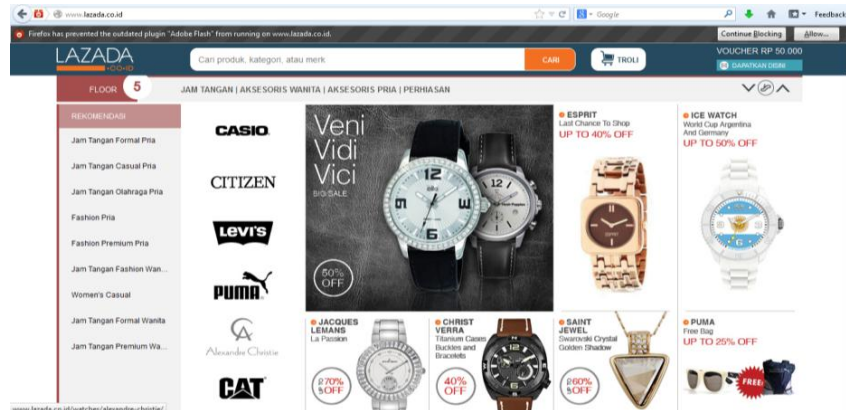 www.lazada.co.id
Google
Feedback
Firefox has prevented the outdated plugin "Adobe Flash" from running on www.lazada.co.id.
Continue Blocking
Allow...
LAZADA
.CO.ID
Cari produk, kategori, atau merk
CARI
TROLI
VOUCHER RP 50.000
DAPATKAN DISINI
FLOOR 5
JAM TANGAN | AKSESORIS WANITA | AKSESORIS PRIA | PERHIASAN
REKOMENDASI
Jam Tangan Formal Pria
Jam Tangan Casual Pria
Jam Tangan Olahraga Pria
Fashion Pria
Fashion Premium Pria
Jam Tangan Fashion Wan...
Women's Casual
Jam Tangan Formal Wanita
Jam Tangan Premium Wa...
CASIO
CITIZEN
LEVI'S
PUMA
Alexandre Christie
CAT
Veni
Vidi
Vici
BIG SALE
50%
OFF
ESPRIT
Last Chance To Shop
UP TO 40% OFF
ICE WATCH
World Cup Argentina
And Germany
UP TO 50% OFF
JACQUES
LEMANS
La Passion
70%
OFF
CHRIST
VERRA
Titanium Cases
Buckles and
Bracelets
40%
OFF
SAINT
JEWEL
Swarovski Crystal
Golden Shadow
60%
OFF
PUMA
Free Bag
UP TO 25% OFF
FREE
www.lazada.co.id/watches/alexandre-christie/